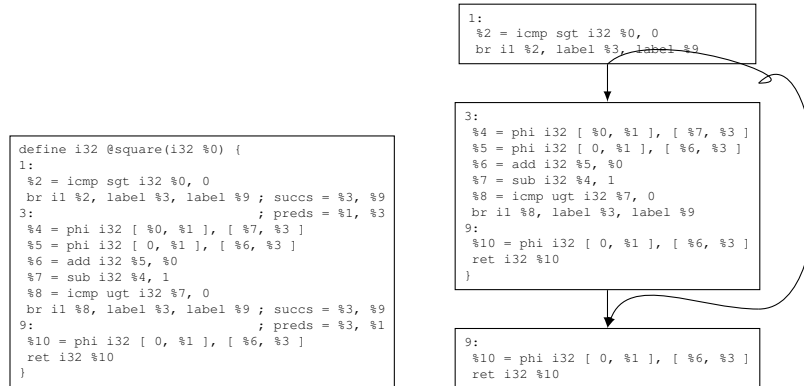 define i32 @square(i32 %0) {
1:
%2 = icmp sgt i32 %0, 0
br i1 %2, label %3, label %9 ; succs = %3, %9
3: ; preds = %1, %3
%4 = phi i32 [ %0, %1 ], [ %7, %3 ]
%5 = phi i32 [ 0, %1 ], [ %6, %3 ]
%6 = add i32 %5, %0
%7 = sub i32 %4, 1
%8 = icmp ugt i32 %7, 0
br i1 %8, label %3, label %9 ; succs = %3, %9
9: ; preds = %3, %1
%10 = phi i32 [ 0, %1 ], [ %6, %3 ]
ret i32 %10
}
1:
%2 = icmp sgt i32 %0, 0
br i1 %2, label %3, label %9
3:
%4 = phi i32 [ %0, %1 ], [ %7, %3 ]
%5 = phi i32 [ 0, %1 ], [ %6, %3 ]
%6 = add i32 %5, %0
%7 = sub i32 %4, 1
%8 = icmp ugt i32 %7, 0
br i1 %8, label %3, label %9
9:
%10 = phi i32 [ 0, %1 ], [ %6, %3 ]
ret i32 %10
}
9:
%10 = phi i32 [ 0, %1 ], [ %6, %3 ]
ret i32 %10